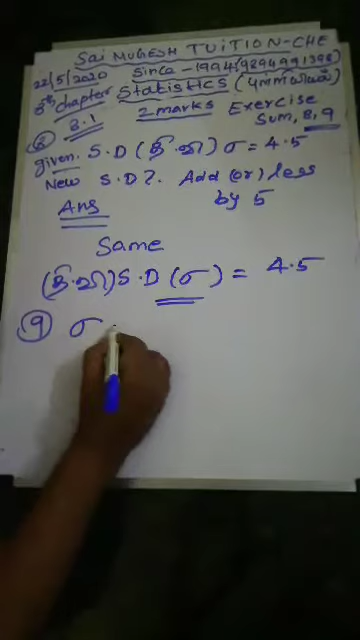 Sai MUGESH TUITION-CHE
22/5/2020 Since - 1994 (9894991398)
8th chapter Statistics (புள்ளியியல்)
8.1 2 marks Exercise
Sum, 8, 9
⑧
given. S.D (தி.வி) σ = 4.5
New S.D?. Add (or) less
by 5
Ans
Same
(தி.வி) S.D (σ) = 4.5
⑨ σ